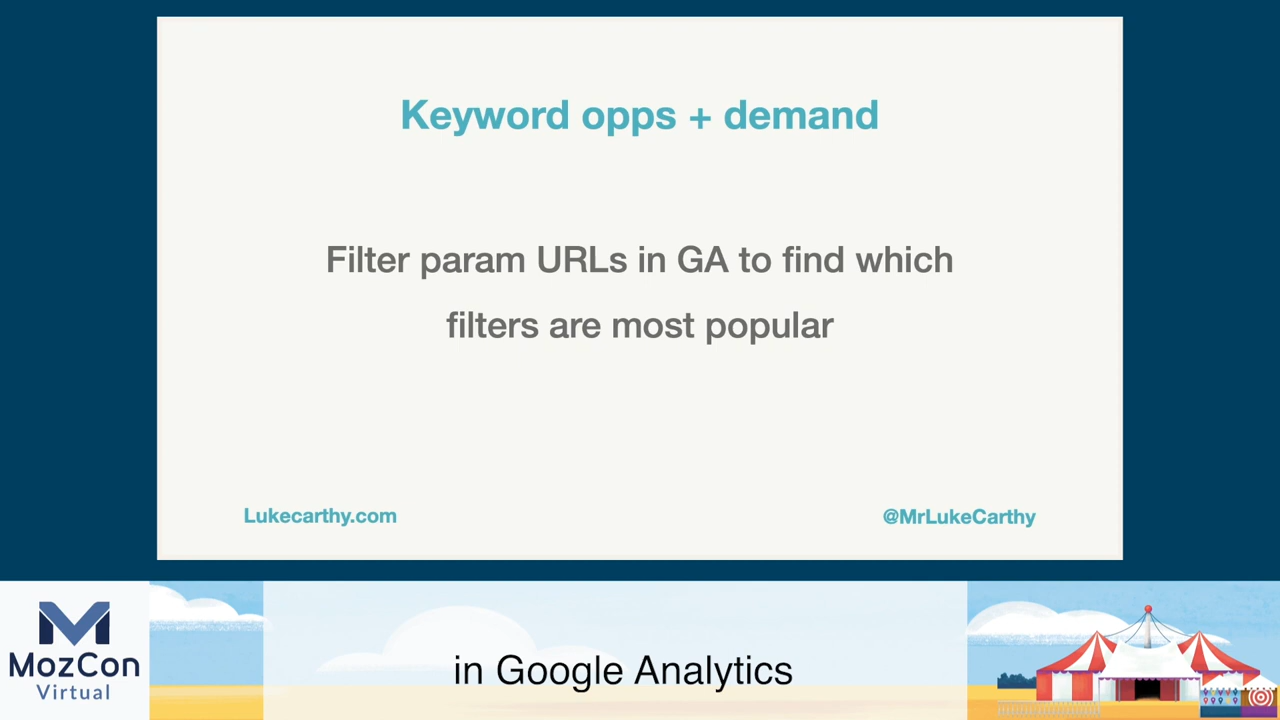 Keyword opps + demand
Filter param URLs in GA to find which
filters are most popular
Lukecarthy.com
@MrLukeCarthy
MozCon
Virtual
in Google Analytics